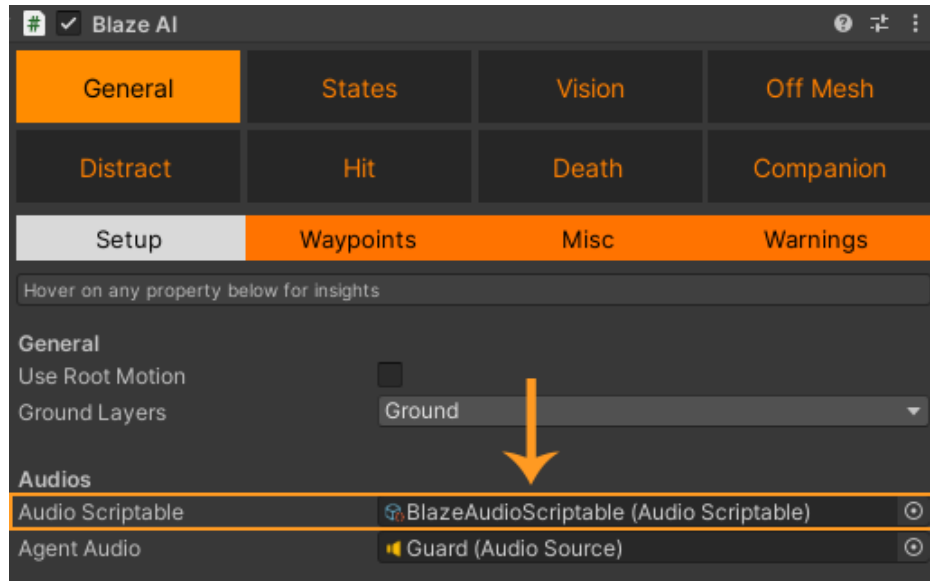 # Blaze AI
General States Vision Off Mesh
Distract Hit Death Companion
Setup Waypoints Misc Warnings
Hover on any property below for insights
General
Use Root Motion
Ground Layers Ground
Audios
Audio Scriptable BlazeAudioScriptable (Audio Scriptable)
Agent Audio Guard (Audio Source)